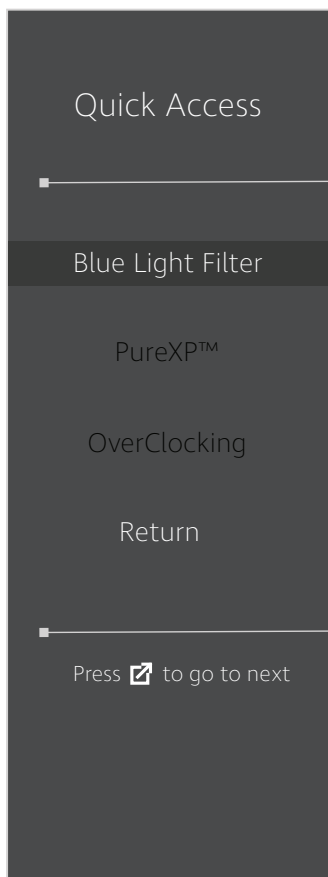 Quick Access
Blue Light Filter
PureXP™
OverClocking
Return
Press to go to next